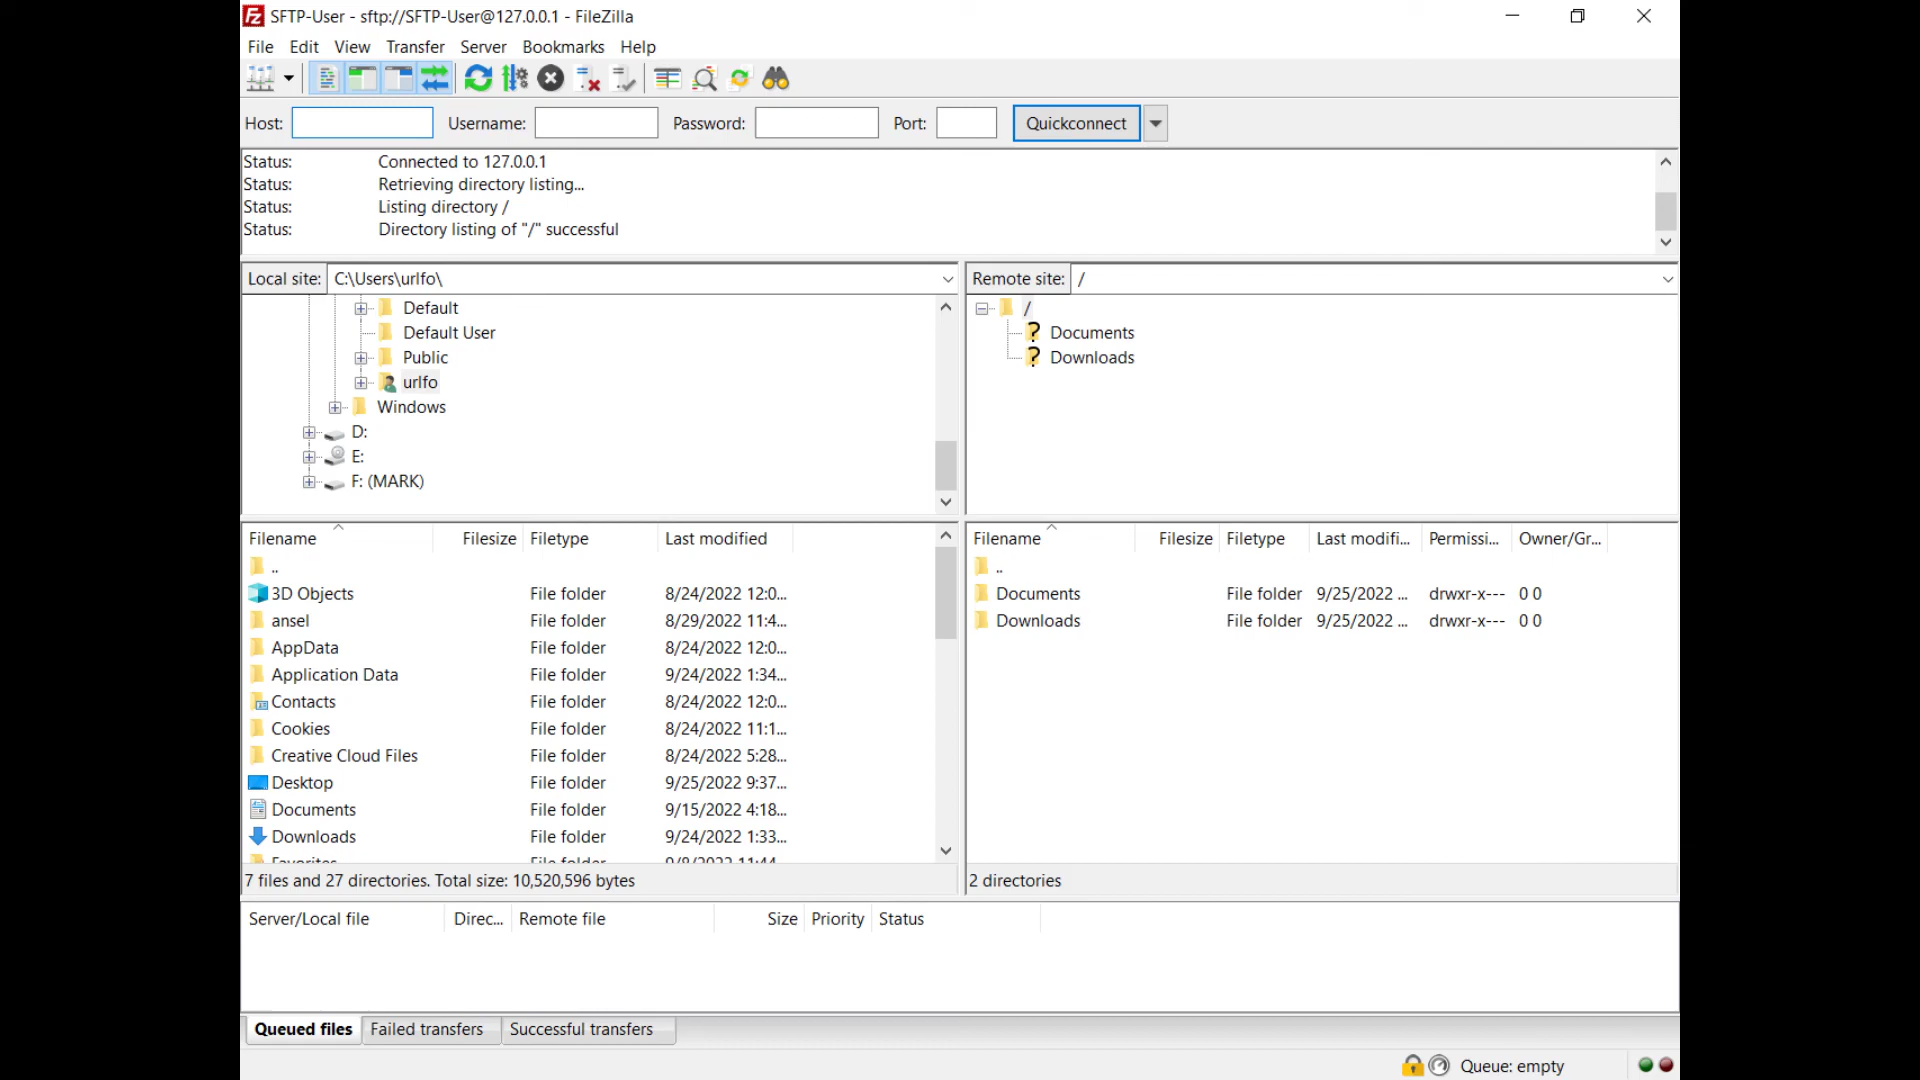 SFTP-User - sftp://SFTP-User@127.0.0.1 - FileZilla
File Edit View Transfer Server Bookmarks Help
Host: Username: Password: Port: Quickconnect
Status: Connected to 127.0.0.1
Status: Retrieving directory listing...
Status: Listing directory /
Status: Directory listing of "/" successful
Local site: C:\Users\urlfo\
Default
Default User
Public
urlfo
Windows
D:
E:
F: (MARK)
Remote site: /
/
? Documents
? Downloads
Filename Filesize Filetype Last modified
..
3D Objects File folder 8/24/2022 12:0...
ansel File folder 8/29/2022 11:4...
AppData File folder 8/24/2022 12:0...
Application Data File folder 9/24/2022 1:34...
Contacts File folder 8/24/2022 12:0...
Cookies File folder 8/24/2022 11:1...
Creative Cloud Files File folder 8/24/2022 5:28...
Desktop File folder 9/25/2022 9:37...
Documents File folder 9/15/2022 4:18...
Downloads File folder 9/24/2022 1:33...
Favorites File folder 9/8/2022 11:44
7 files and 27 directories. Total size: 10,520,596 bytes
Filename Filesize Filetype Last modifi... Permissi... Owner/Gr...
..
Documents File folder 9/25/2022 ... drwxr-x--- 0 0
Downloads File folder 9/25/2022 ... drwxr-x--- 0 0
2 directories
Server/Local file Direc... Remote file Size Priority Status
Queued files Failed transfers Successful transfers
Queue: empty